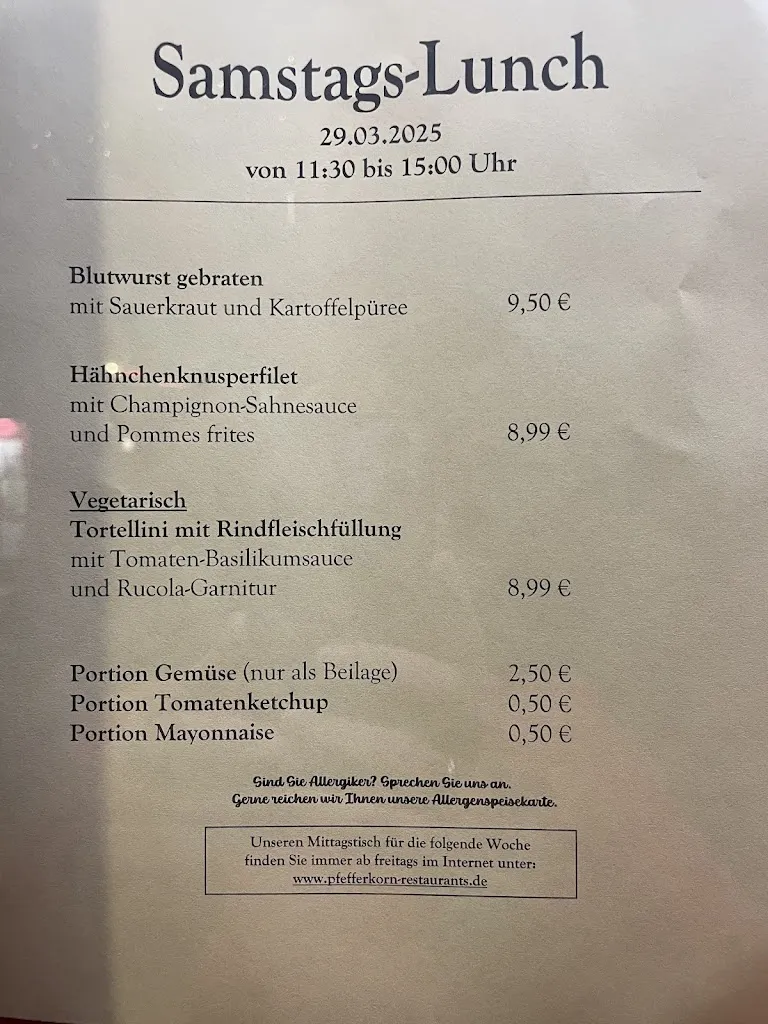 Samstags-Lunch
29.03.2025
von 11:30 bis 15:00 Uhr
Blutwurst gebraten
mit Sauerkraut und Kartoffelpüree 9,50 €
Hähnchenknusperfilet
mit Champignon-Sahnesauce
und Pommes frites 8,99 €
Vegetarisch
Tortellini mit Rindfleischfüllung
mit Tomaten-Basilikumsauce
und Rucola-Garnitur 8,99 €
Portion Gemüse (nur als Beilage) 2,50 €
Portion Tomatenketchup 0,50 €
Portion Mayonnaise 0,50 €
Sind Sie Allergiker? Sprechen Sie uns an.
Gerne reichen wir Ihnen unsere Allergenspeisekarte.
Unseren Mittagstisch für die folgende Woche
finden Sie immer ab freitags im Internet unter:
www.pfefferkorn-restaurants.de